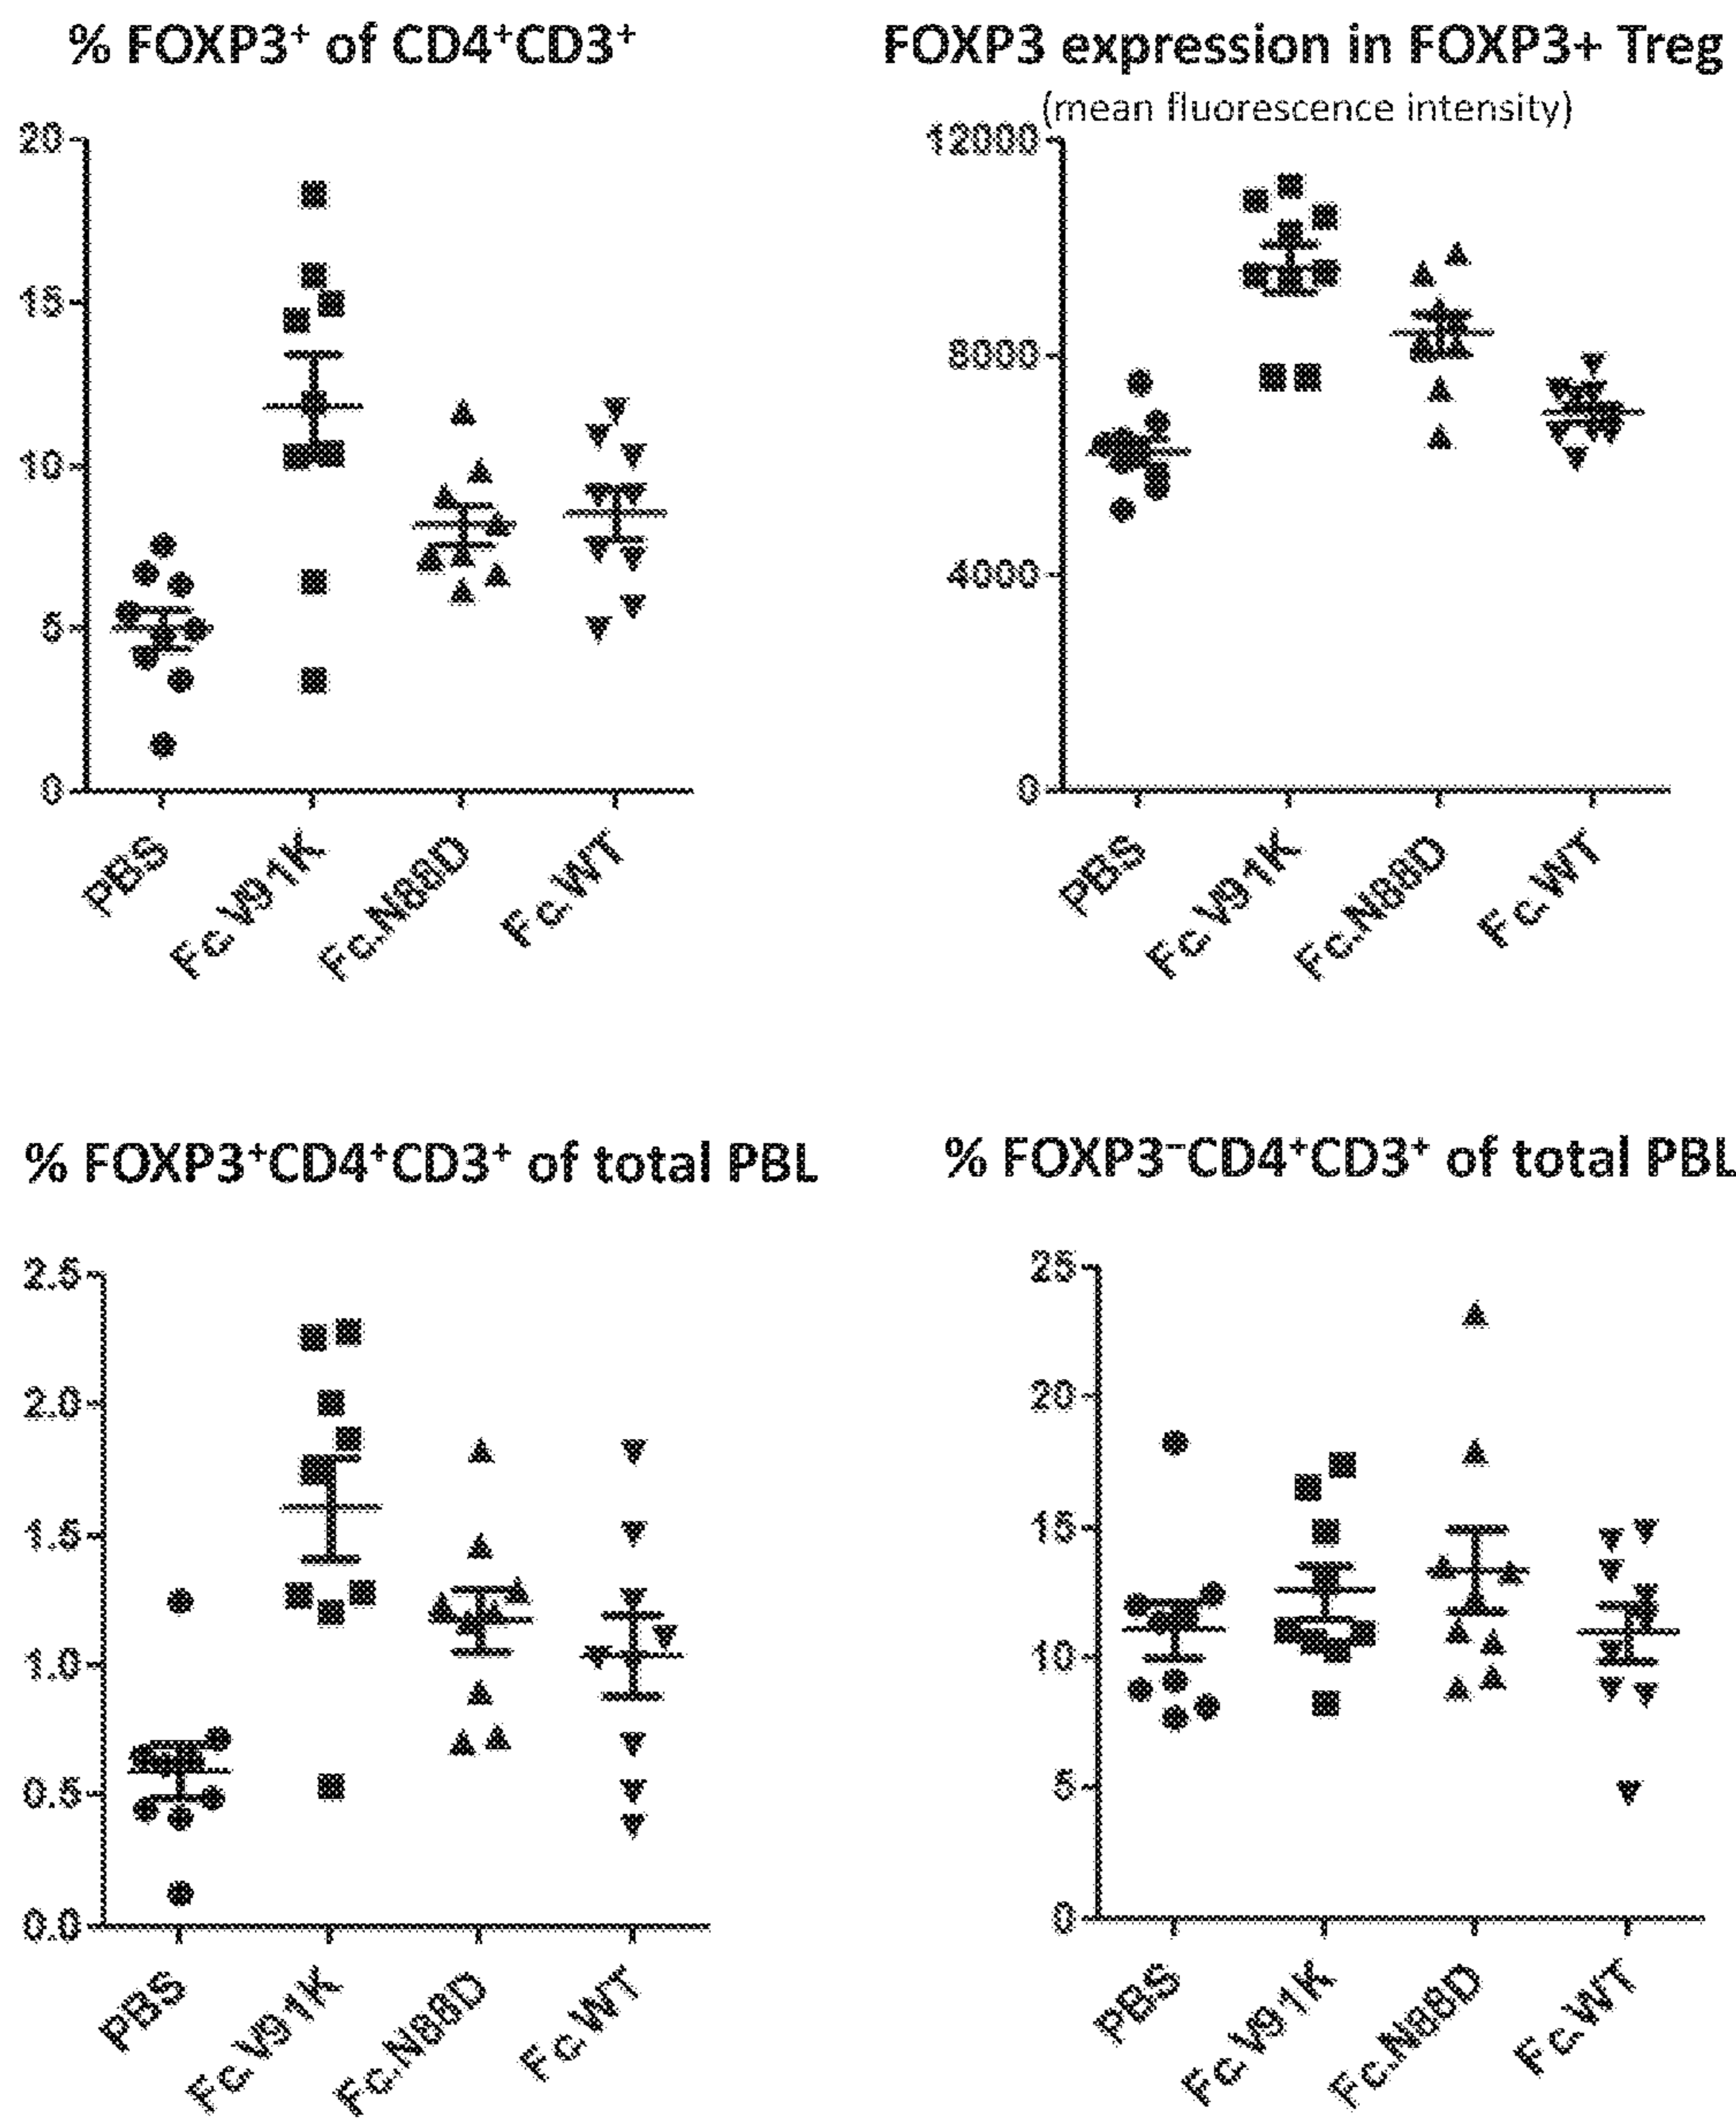 % FOXP3⁺ of CD4⁺CD3⁺
20
15
10
5
0
PBS
Fc.V91K
Fc.N88D
Fc.WT
FOXP3 expression in FOXP3+ Treg
(mean fluorescence intensity)
12000
8000
4000
0
PBS
Fc.V91K
Fc.N88D
Fc.WT
% FOXP3⁺CD4⁺CD3⁺ of total PBL
2.5
2.0
1.5
1.0
0.5
0.0
PBS
Fc.V91K
Fc.N88D
Fc.WT
% FOXP3⁻CD4⁺CD3⁺ of total PBL
25
20
15
10
5
0
PBS
Fc.V91K
Fc.N88D
Fc.WT